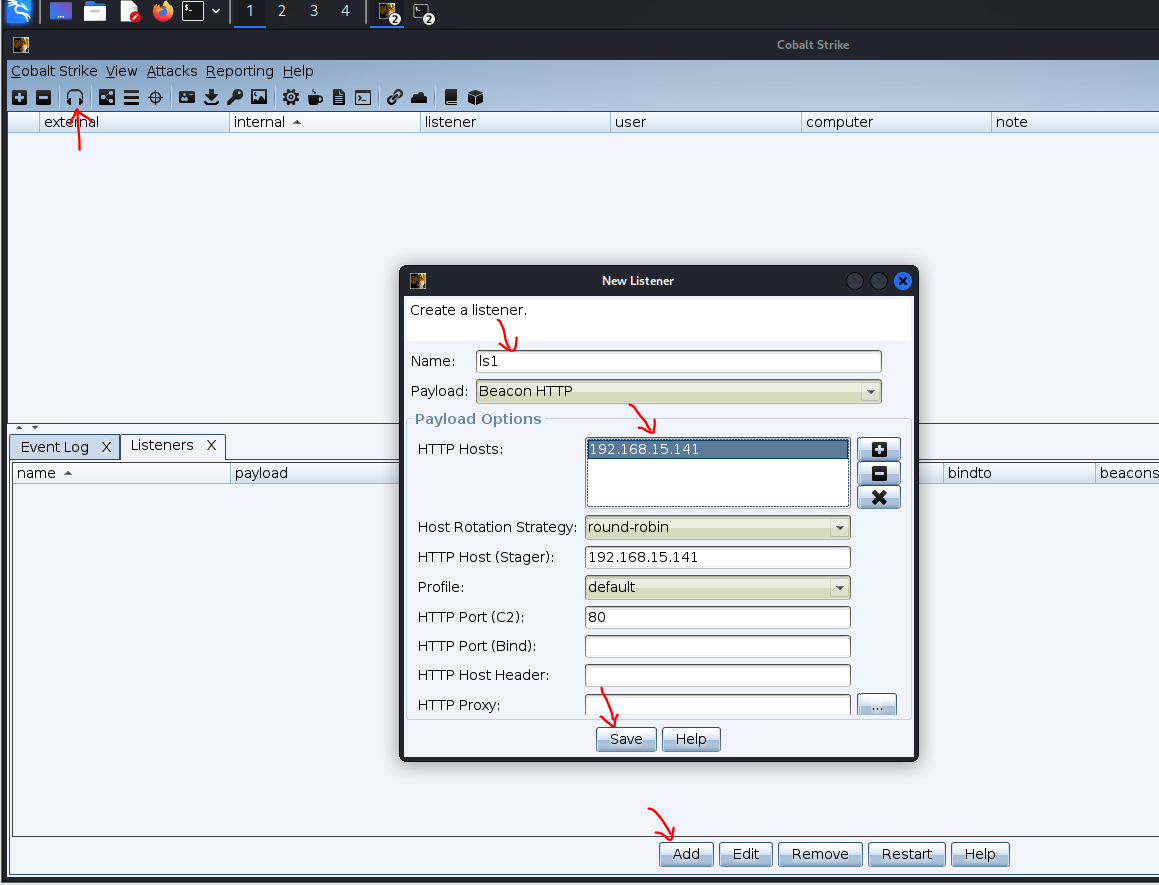 1 2 3 4 2 2
Cobalt Strike
Cobalt Strike View Attacks Reporting Help
external internal listener user computer note
New Listener
Create a listener.
Name: ls1
Payload: Beacon HTTP
Payload Options
HTTP Hosts: 192.168.15.141
Host Rotation Strategy: round-robin
HTTP Host (Stager): 192.168.15.141
Profile: default
HTTP Port (C2): 80
HTTP Port (Bind):
HTTP Host Header:
HTTP Proxy: ...
Save Help
Event Log X Listeners X
name payload bindto beacons
Add Edit Remove Restart Help